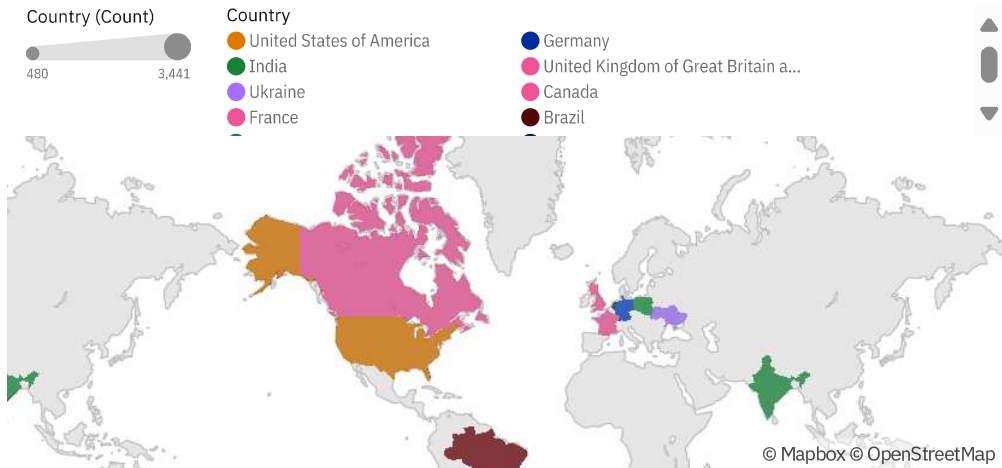 Country (Count)
480
3,441
Country
United States of America
India
Ukraine
France
Germany
United Kingdom of Great Britain a...
Canada
Brazil
© Mapbox © OpenStreetMap